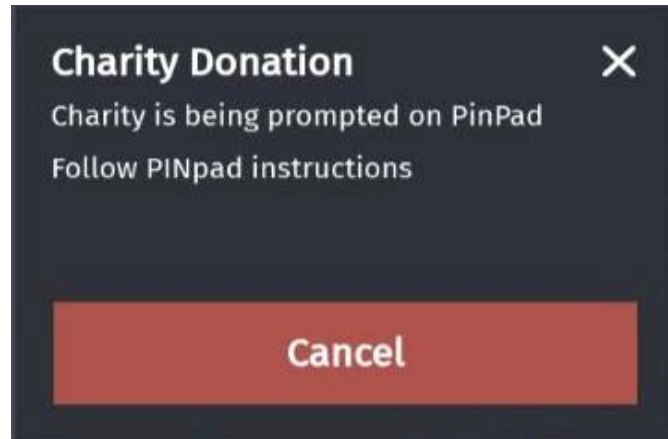 Charity Donation
Charity is being prompted on PinPad
Follow PINpad instructions
Cancel